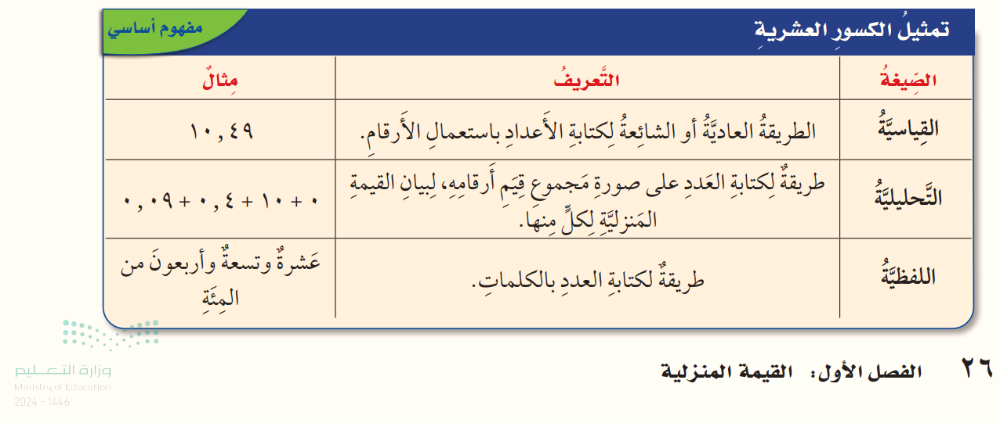 تمثيلُ الكسورِ العشريةِ
مفهوم أساسي
الصِّيغةُ
التَّعريفُ
مِثالٌ
القِياسيَّةُ
الطريقةُ العاديَّةُ أو الشائِعةُ لِكتابةِ الأَعدادِ باستعمالِ الأَرقامِ.
١٠,٤٩
التَّحليليَّةُ
طريقةٌ لِكتابةِ العَددِ على صورةِ مَجموعِ قِيَمِ أَرقامِهِ، لِبيانِ القيمةِ
المَنزليَّةِ لِكلٍّ مِنها.
٠,٠٩ + ٠,٤ + ١٠ + ٠
اللفظيَّةُ
طريقةٌ لكتابةِ العددِ بالكلماتِ.
عَشرةٌ وتسعةٌ وأربعونَ من
المِئَةِ
٢٦ الفصل الأول: القيمة المنزلية
وزارة التعليم
Ministry of Education
2024 - 1446